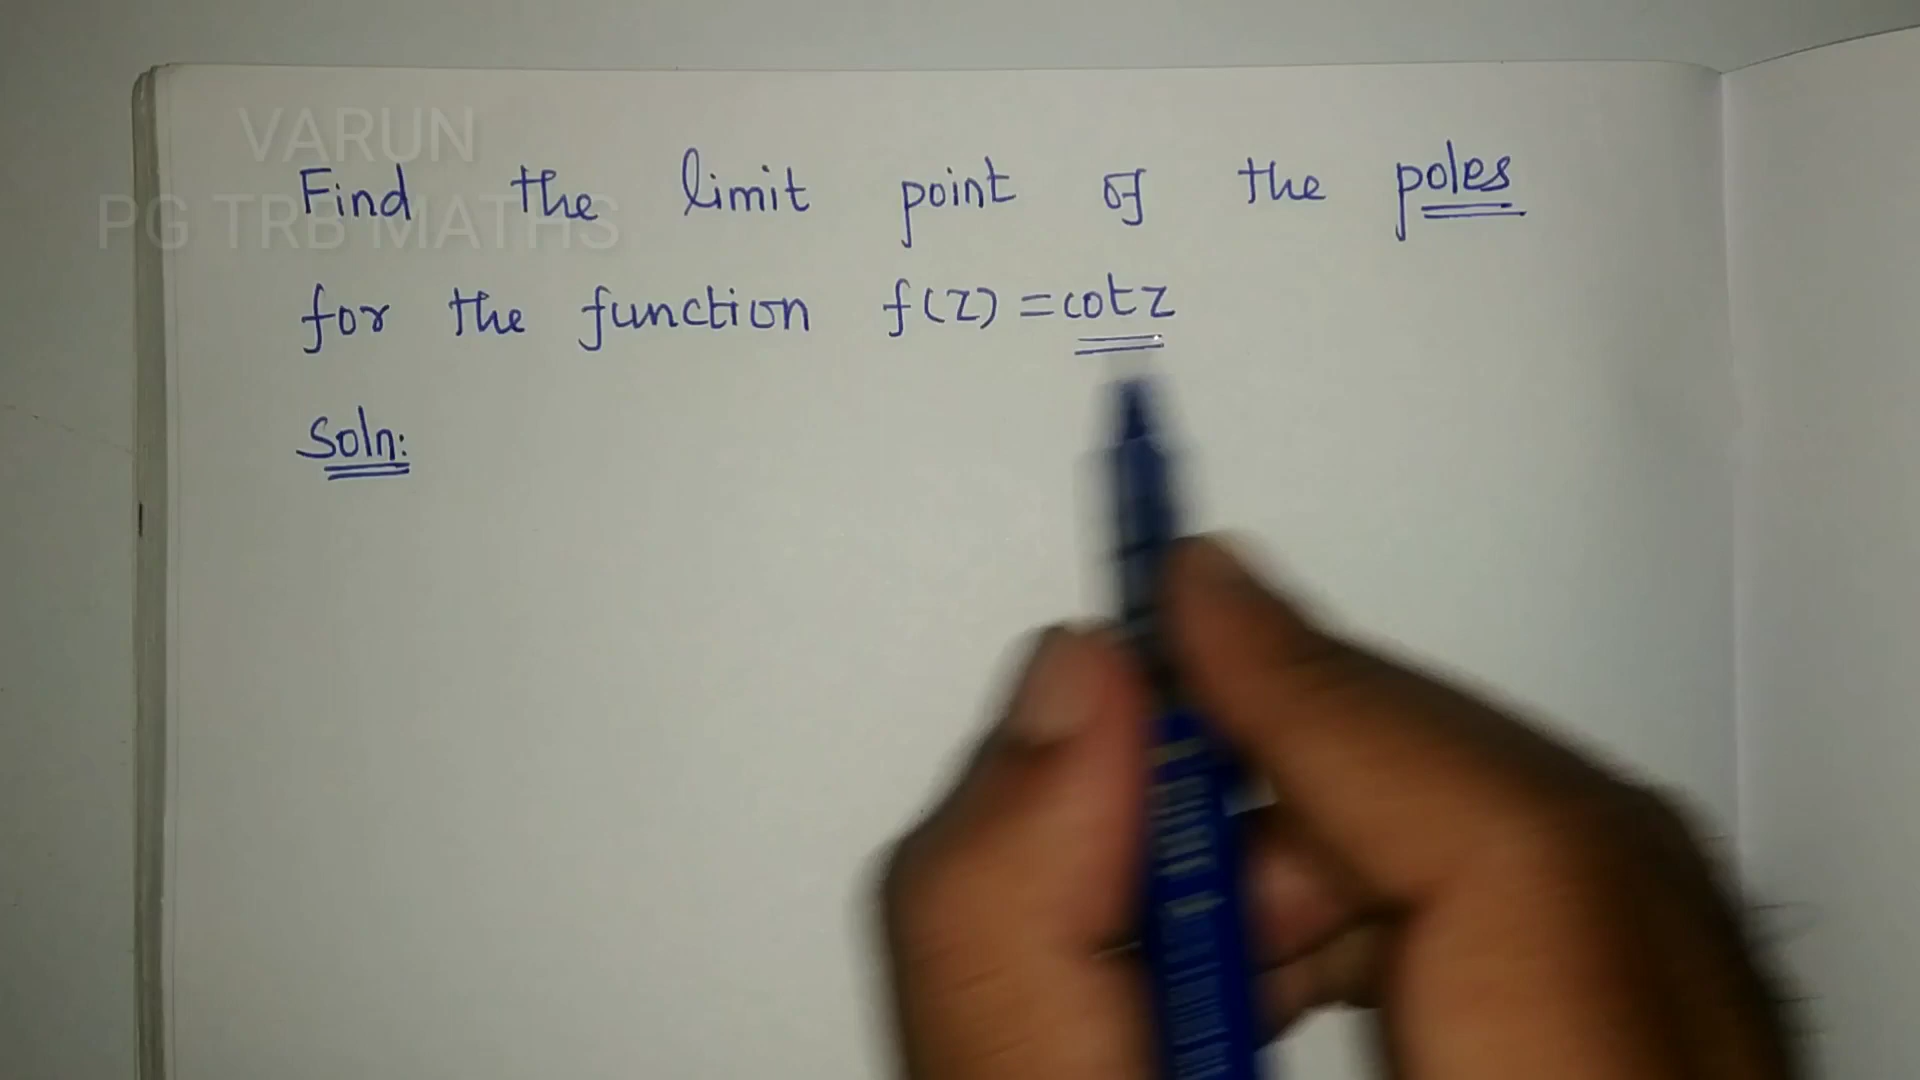 VARUN
PG TRB MATHS
Find the limit point of the poles
for the function f(z) = cot z
Soln: